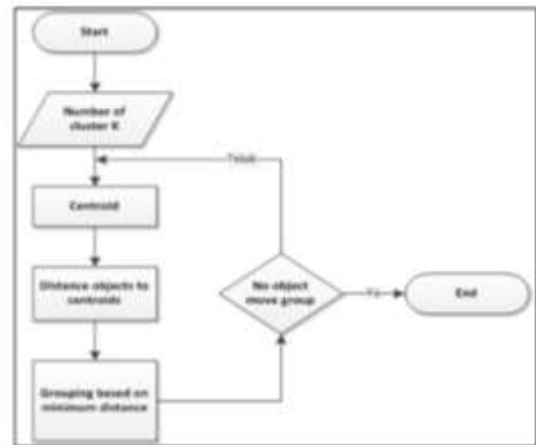 Start
Number of
cluster K
Tidak
Centroid
Distance objects to
centroids
No object
move group
Ya
End
Grouping based on
minimum distance